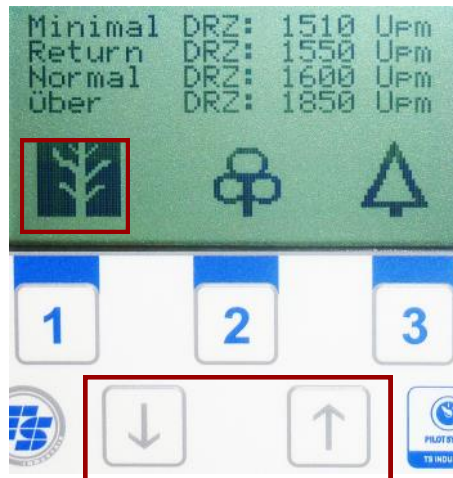 Minimal DRZ: 1510 Upm
Return DRZ: 1550 Upm
Normal DRZ: 1600 Upm
über DRZ: 1850 Upm
1 2 3
TS